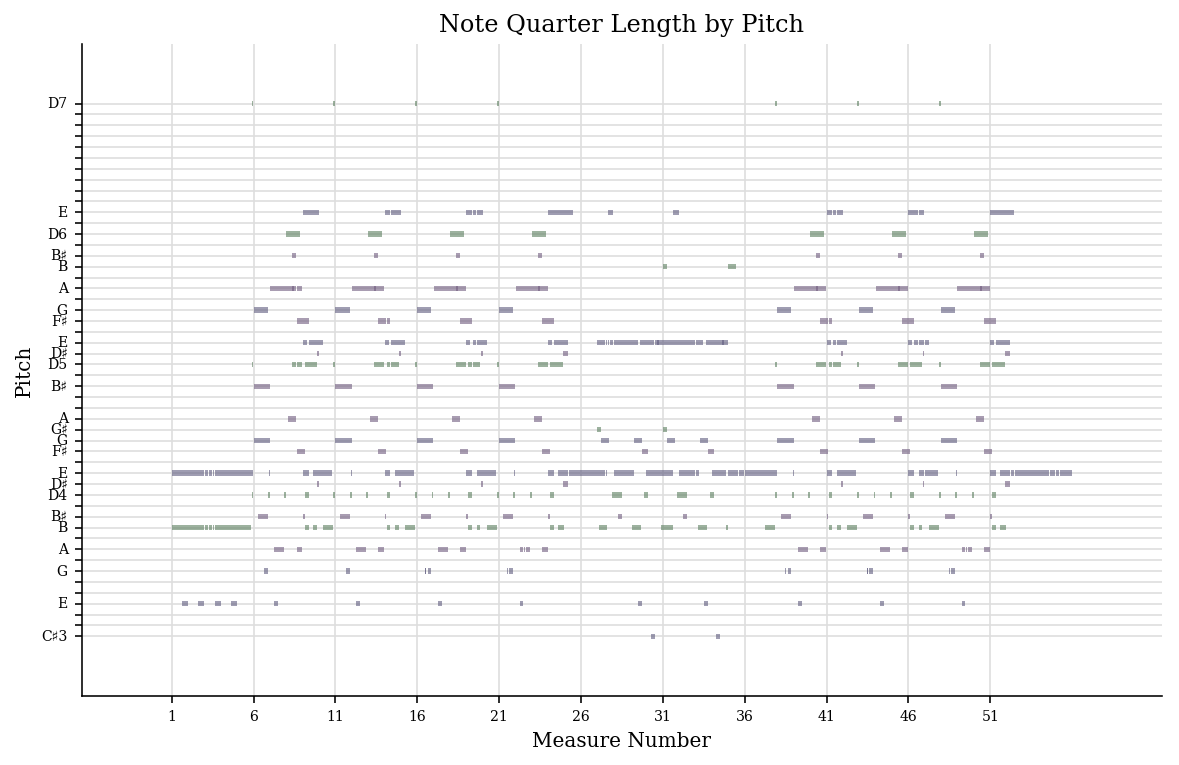 Note Quarter Length by Pitch
D7
E
D6
B♯
B
A
G
F♯
E
D♯
D5
B♯
A
G♯
G
F♯
E
D♯
D4
B♯
B
A
G
E
C♯3
Pitch
1 6 11 16 21 26 31 36 41 46 51
Measure Number